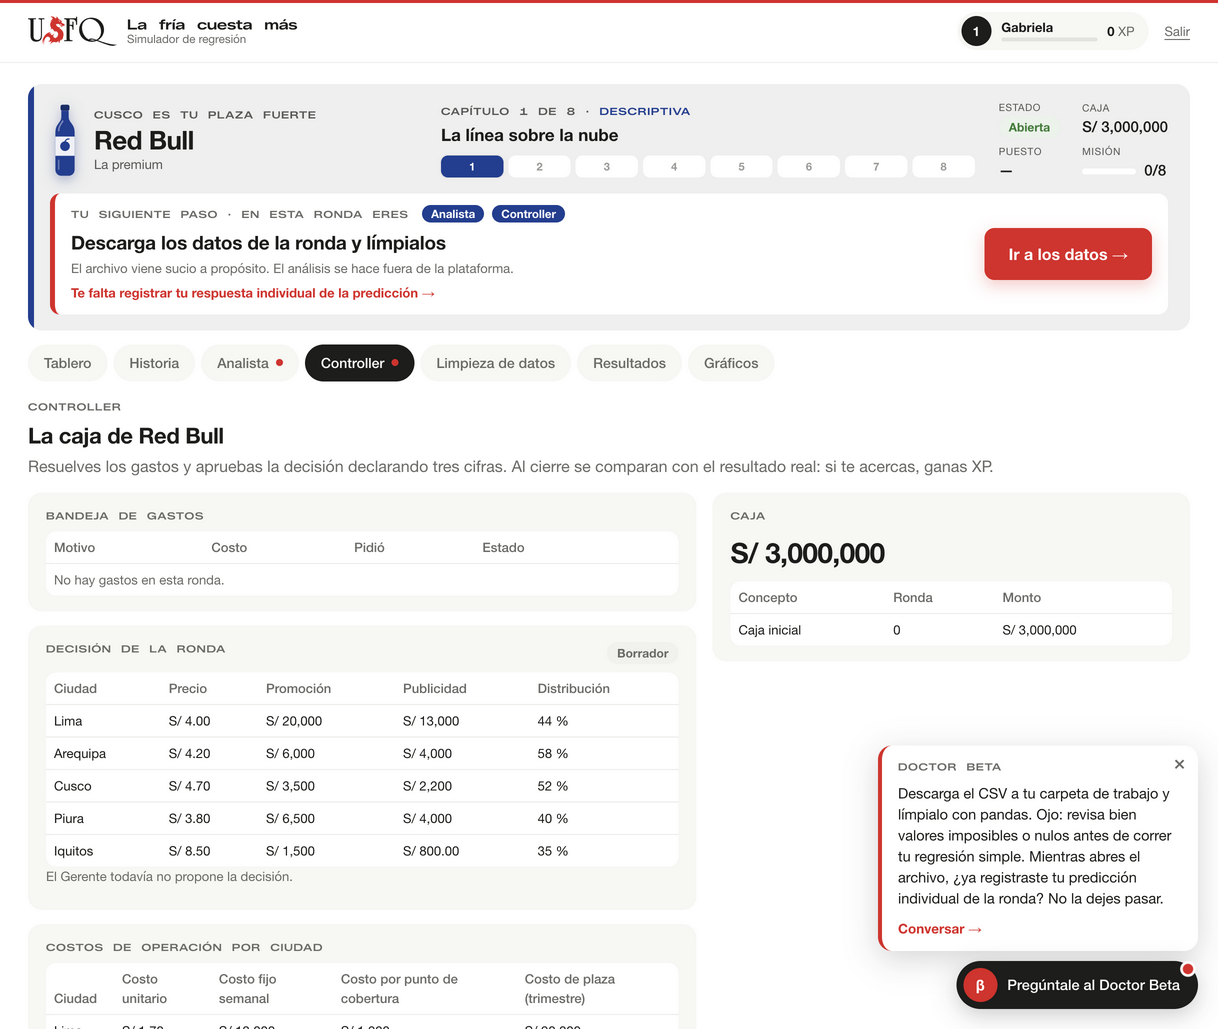 USFQ
La fría cuesta más
Simulador de regresión
1
Gabriela
0 XP
Salir
CUSCO ES TU PLAZA FUERTE
Red Bull
La premium
CAPÍTULO 1 DE 8 · DESCRIPTIVA
La línea sobre la nube
1 2 3 4 5 6 7 8
ESTADO
Abierta
CAJA
S/ 3,000,000
PUESTO
—
MISIÓN
0/8
TU SIGUIENTE PASO · EN ESTA RONDA ERES Analista Controller
Descarga los datos de la ronda y límpialos
El archivo viene sucio a propósito. El análisis se hace fuera de la plataforma.
Te falta registrar tu respuesta individual de la predicción →
Ir a los datos →
Tablero Historia Analista Controller Limpieza de datos Resultados Gráficos
CONTROLLER
La caja de Red Bull
Resuelves los gastos y apruebas la decisión declarando tres cifras. Al cierre se comparan con el resultado real: si te acercas, ganas XP.
BANDEJA DE GASTOS
Motivo Costo Pidió Estado
No hay gastos en esta ronda.
CAJA
S/ 3,000,000
Concepto Ronda Monto
Caja inicial 0 S/ 3,000,000
DECISIÓN DE LA RONDA
Borrador
Ciudad Precio Promoción Publicidad Distribución
Lima S/ 4.00 S/ 20,000 S/ 13,000 44 %
Arequipa S/ 4.20 S/ 6,000 S/ 4,000 58 %
Cusco S/ 4.70 S/ 3,500 S/ 2,200 52 %
Piura S/ 3.80 S/ 6,500 S/ 4,000 40 %
Iquitos S/ 8.50 S/ 1,500 S/ 800.00 35 %
El Gerente todavía no propone la decisión.
COSTOS DE OPERACIÓN POR CIUDAD
Ciudad Costo unitario Costo fijo semanal Costo por punto de cobertura Costo de plaza (trimestre)
DOCTOR BETA
✕
Descarga el CSV a tu carpeta de trabajo y
límpialo con pandas. Ojo: revisa bien
valores imposibles o nulos antes de correr
tu regresión simple. Mientras abres el
archivo, ¿ya registraste tu predicción
individual de la ronda? No la dejes pasar.
Conversar →
β Pregúntale al Doctor Beta